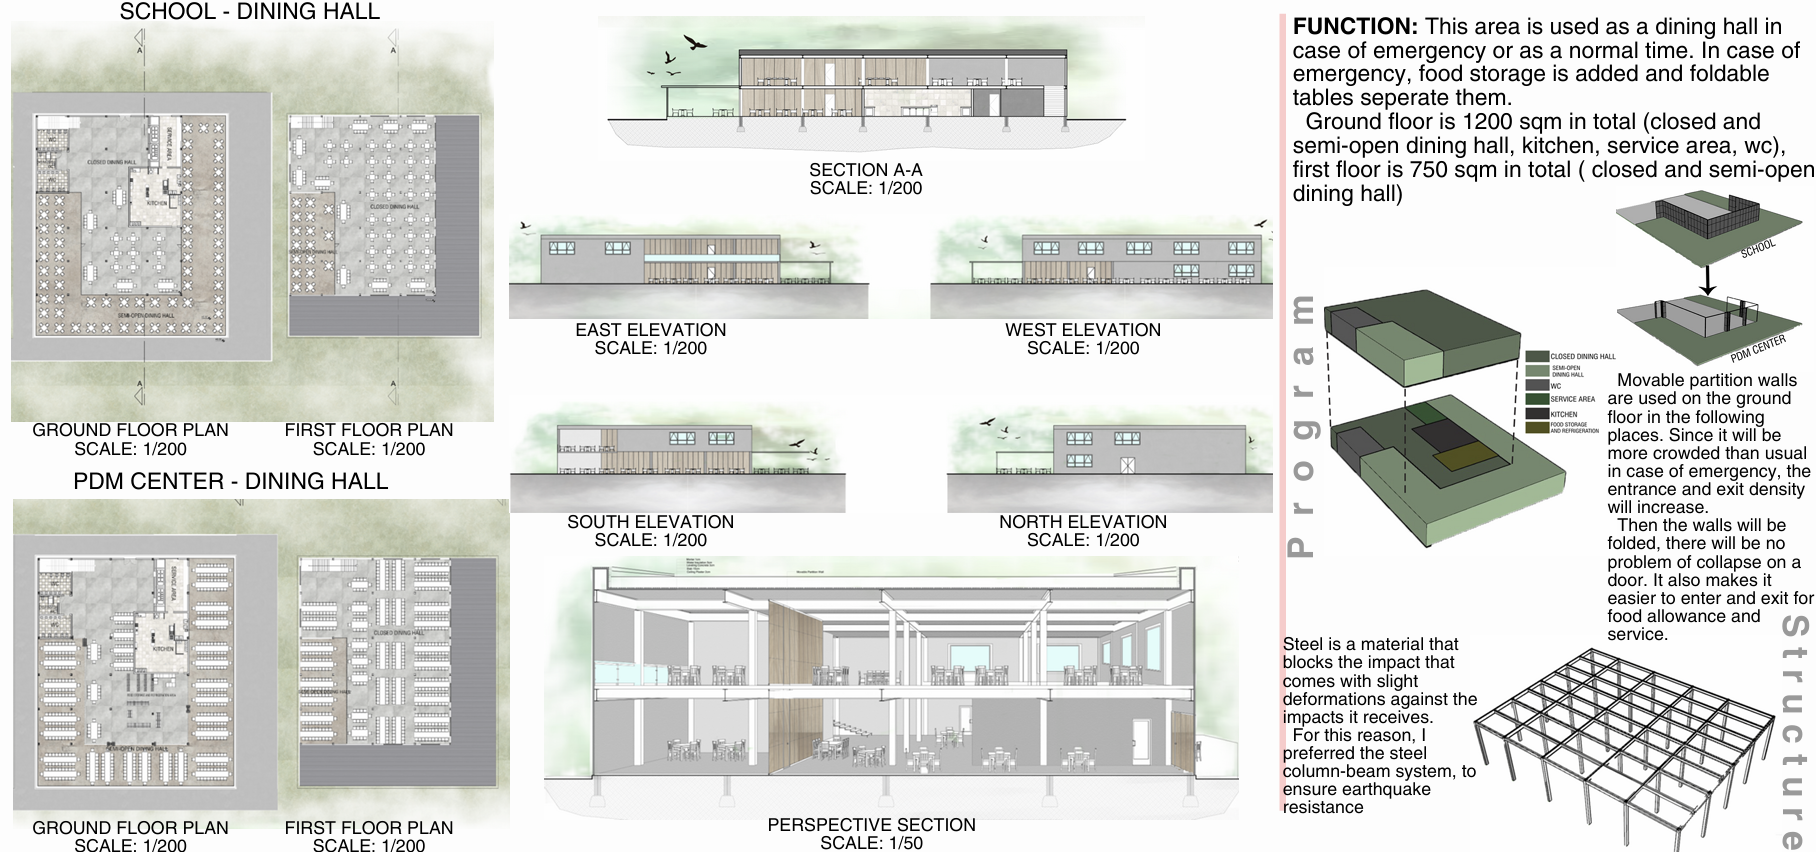 SCHOOL - DINING HALL
A
A
WC
WC
CLOSED DINING HALL
SERVICE AREA
KITCHEN
SEMI-OPEN DINING HALL
CLOSED DINING HALL
A
A
GROUND FLOOR PLAN
SCALE: 1/200
FIRST FLOOR PLAN
SCALE: 1/200
PDM CENTER - DINING HALL
WC
WC
SERVICE AREA
KITCHEN
SEMI-OPEN DINING HALL
CLOSED DINING HALL
GROUND FLOOR PLAN
SCALE: 1/200
FIRST FLOOR PLAN
SCALE: 1/200
SECTION A-A
SCALE: 1/200
EAST ELEVATION
SCALE: 1/200
WEST ELEVATION
SCALE: 1/200
SOUTH ELEVATION
SCALE: 1/200
NORTH ELEVATION
SCALE: 1/200
PERSPECTIVE SECTION
SCALE: 1/50
FUNCTION: This area is used as a dining hall in
case of emergency or as a normal time. In case of
emergency, food storage is added and foldable
tables seperate them.
Ground floor is 1200 sqm in total (closed and
semi-open dining hall, kitchen, service area, wc),
first floor is 750 sqm in total ( closed and semi-open
dining hall)
SCHOOL
PDM CENTER
Program
CLOSED DINING HALL
SEMI-OPEN
DINING HALL
WC
SERVICE AREA
KITCHEN
FOOD STORAGE
AND REFRIGERATION
Movable partition walls
are used on the ground
floor in the following
places. Since it will be
more crowded than usual
in case of emergency, the
entrance and exit density
will increase.
Then the walls will be
folded, there will be no
problem of collapse on a
door. It also makes it
easier to enter and exit for
food allowance and
service.
Steel is a material that
blocks the impact that
comes with slight
deformations against the
impacts it receives.
For this reason, I
preferred the steel
column-beam system, to
ensure earthquake
resistance
Structure